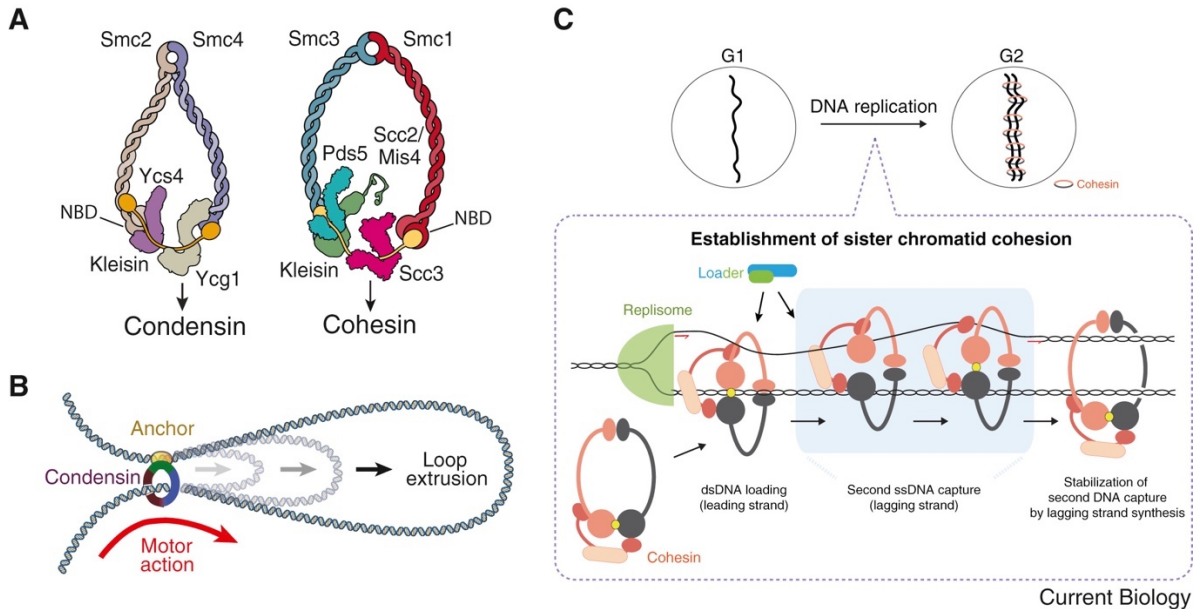 A
Smc2
Smc4
Ycs4
NBD
Kleisin
Ycg1
Condensin
Smc3
Smc1
Scc2/
Mis4
Pds5
NBD
Kleisin
Scc3
Cohesin
B
Anchor
Condensin
Loop
extrusion
Motor
action
C
G1
DNA replication
G2
Cohesin
Establishment of sister chromatid cohesion
Loader
Replisome
dsDNA loading
(leading strand)
Second ssDNA capture
(lagging strand)
Stabilization of
second DNA capture
by lagging strand synthesis
Cohesin
Current Biology